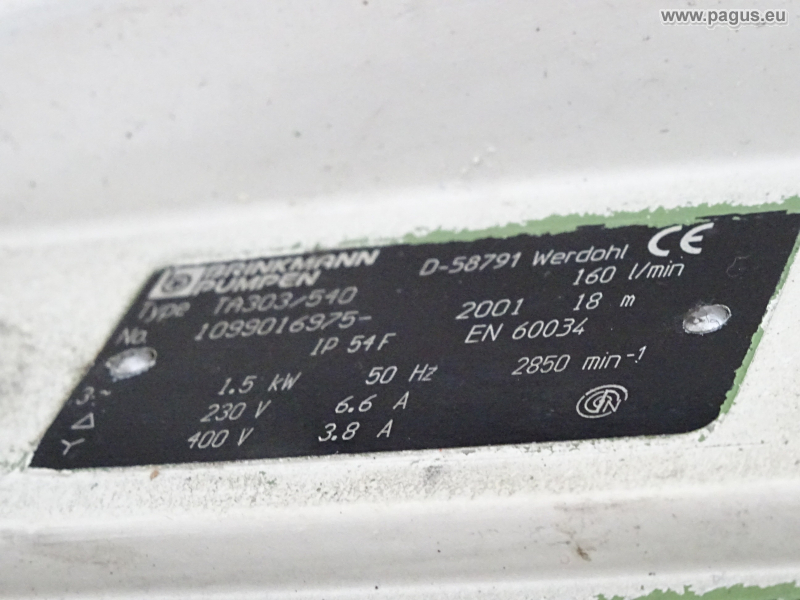 www.pagus.eu
BRINKMANN PUMPEN D-58791 Werdohl CE
Type TA303/540 160 l/min
No. 1099016975- 2001 18 m
IP 54F EN 60034
3~ 1.5 kW 50 Hz 2850 min-1
Δ 230 V 6.6 A
Y 400 V 3.8 A